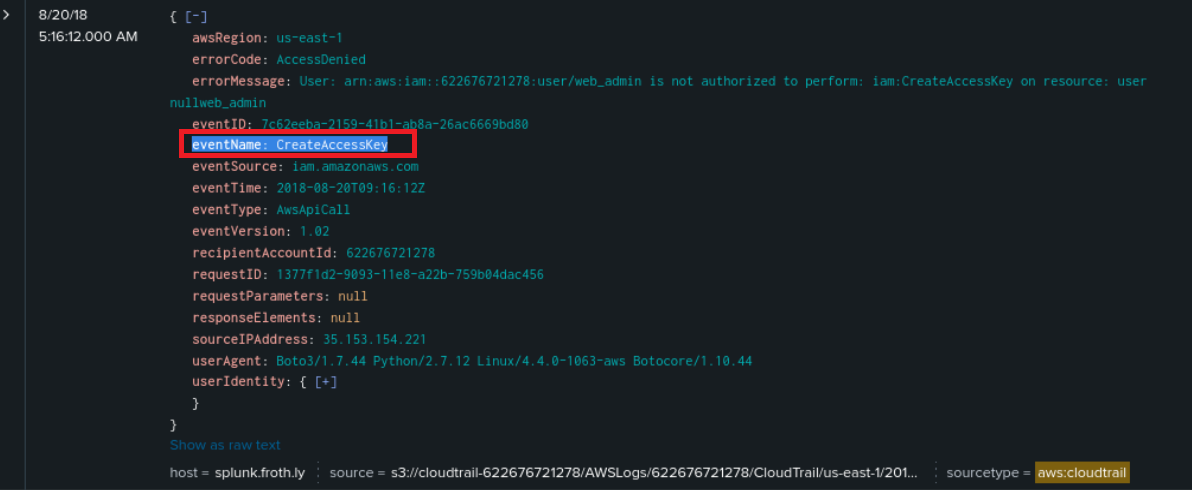 8/20/18
5:16:12.000 AM
{ [-]
awsRegion: us-east-1
errorCode: AccessDenied
errorMessage: User: arn:aws:iam::622676721278:user/web_admin is not authorized to perform: iam:CreateAccessKey on resource: user
nullweb_admin
eventID: 7c62eeba-2159-41b1-ab8a-26ac6669bd80
eventName: CreateAccessKey
eventSource: iam.amazonaws.com
eventTime: 2018-08-20T09:16:12Z
eventType: AwsApiCall
eventVersion: 1.02
recipientAccountId: 622676721278
requestID: 1377f1d2-9093-11e8-a22b-759b04dac456
requestParameters: null
responseElements: null
sourceIPAddress: 35.153.154.221
userAgent: Boto3/1.7.44 Python/2.7.12 Linux/4.4.0-1063-aws Botocore/1.10.44
userIdentity: { [+]
}
}
Show as raw text
host = splunk.froth.ly source = s3://cloudtrail-622676721278/AWSLogs/622676721278/CloudTrail/us-east-1/201... sourcetype = aws:cloudtrail